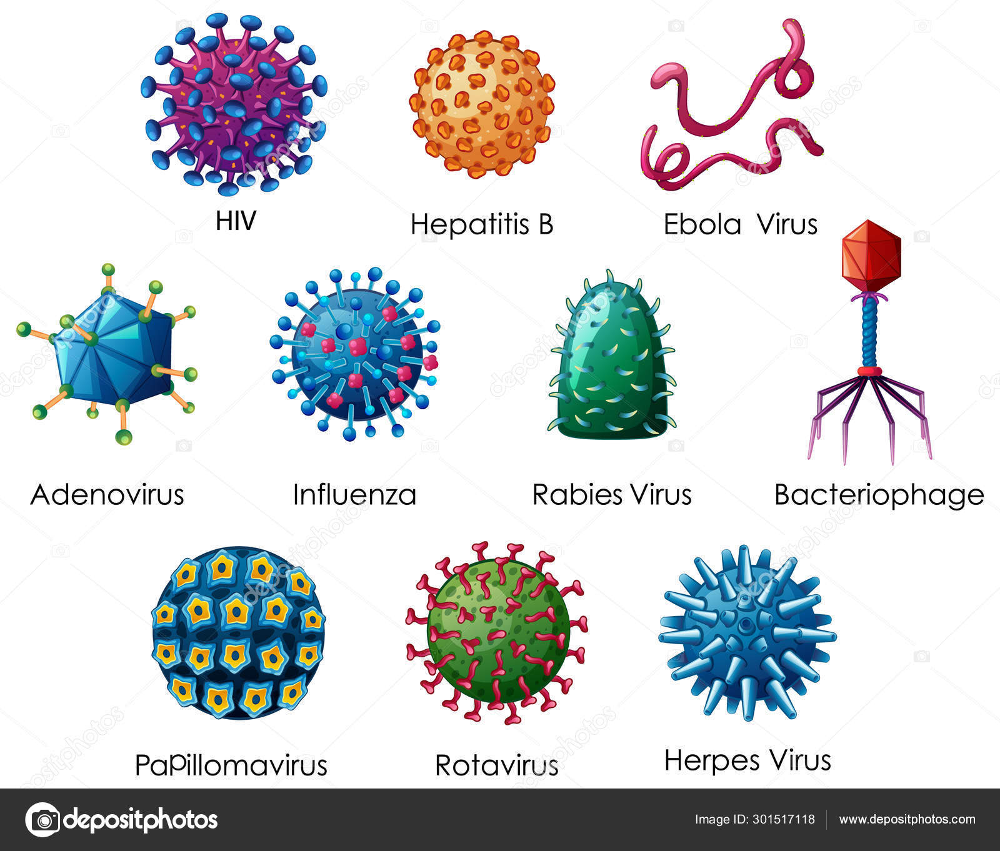 HIV
Hepatitis B
Ebola Virus
Adenovirus
Influenza
Rabies Virus
Bacteriophage
PaPillomavirus
Rotavirus
Herpes Virus
depositphotos
Image ID: 301517118
www.depositphotos.com